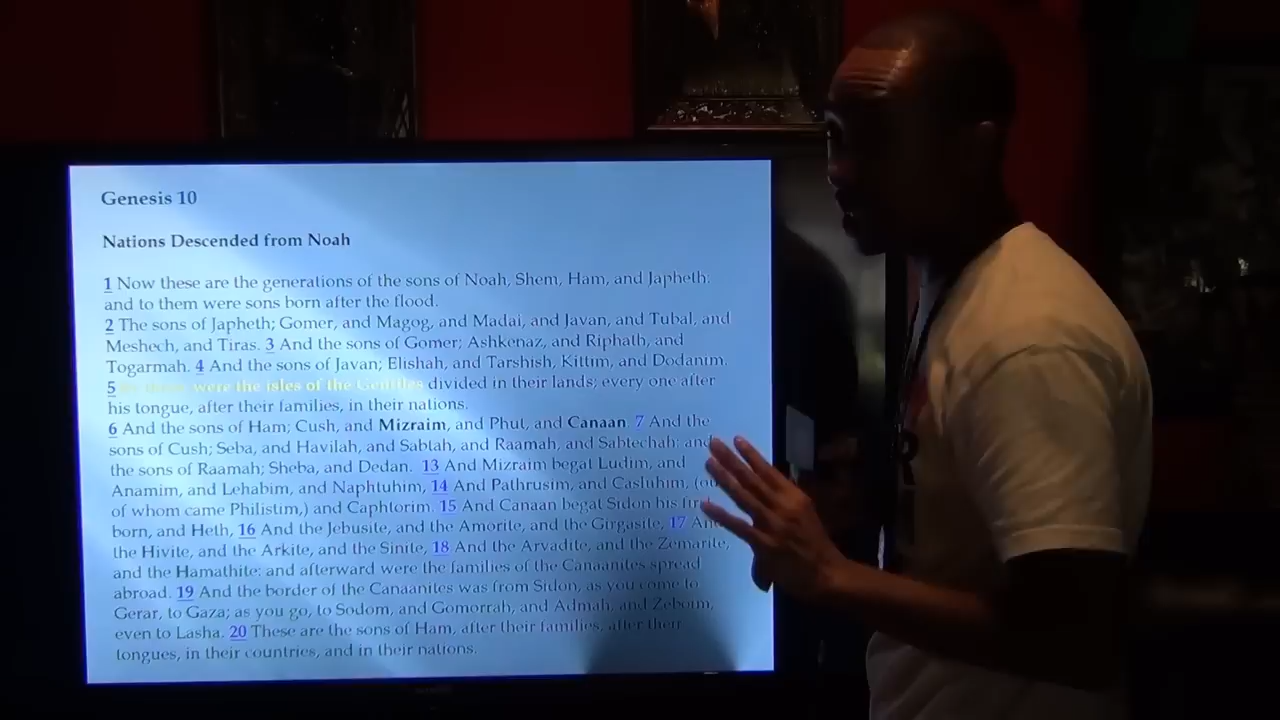 Genesis 10
Nations Descended from Noah
1 Now these are the generations of the sons of Noah, Shem, Ham, and Japheth:
and to them were sons born after the flood.
2 The sons of Japheth; Gomer, and Magog, and Madai, and Javan, and Tubal, and
Meshech, and Tiras. 3 And the sons of Gomer; Ashkenaz, and Riphath, and
Togarmah. 4 And the sons of Javan; Elishah, and Tarshish, Kittim, and Dodanim.
5 were the isles of the Gentiles divided in their lands; every one after
his tongue, after their families, in their nations.
6 And the sons of Ham; Cush, and Mizraim, and Phut, and Canaan. 7 And the
sons of Cush; Seba, and Havilah, and Sabtah, and Raamah, and Sabtechah: and
the sons of Raamah; Sheba, and Dedan. 13 And Mizraim begat Ludim, and
Anamim, and Lehabim, and Naphtuhim, 14 And Pathrusim, and Casluhim, (
of whom came Philistim,) and Caphtorim. 15 And Canaan begat Sidon his
born, and Heth, 16 And the Jebusite, and the Amorite, and the Girgasite, 17
the Hivite, and the Arkite, and the Sinite, 18 And the Arvadite, and the Zemarite,
and the Hamathite: and afterward were the families of the Canaanites spread
abroad. 19 And the border of the Canaanites was from Sidon, as you come to
Gerar, to Gaza; as you go, to Sodom, and Gomorrah, and Admah, and Zeboim,
even to Lasha. 20 These are the sons of Ham, after their families, after their
tongues, in their countries, and in their nations.